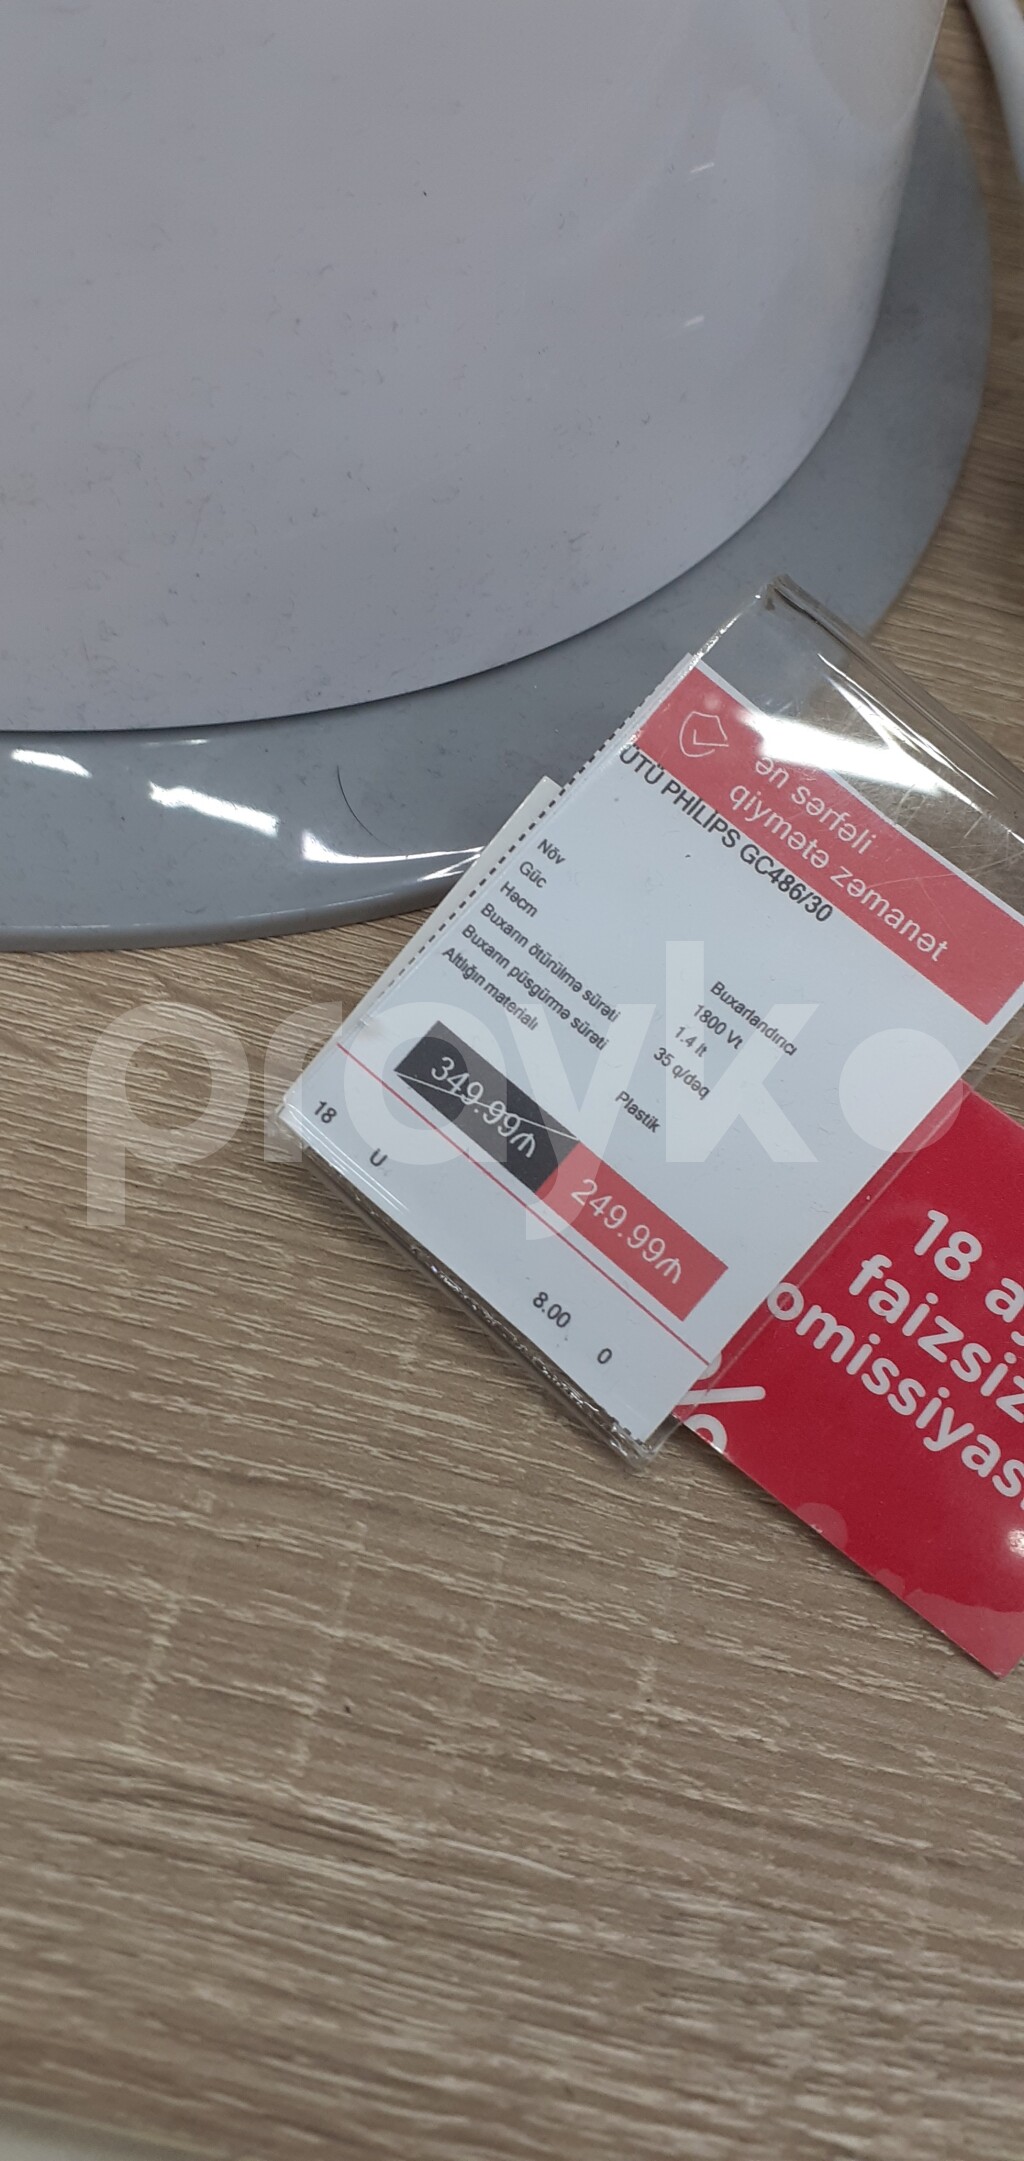 ən sərfəli
qiymətə zəmanət
ÜTÜ PHILIPS GC486/30
Növ Buxarlandırıcı
Güc 1800 Vt
Həcm 1.4 lt
Buxarın ötürülmə sürəti 35 q/dəq
Buxarın püsgürmə sürəti
Altlığın materialı Plastik
349.99₼
249.99₼
18 U 8.00 0
18 a
faizsiz
omissiyas
%
proyk